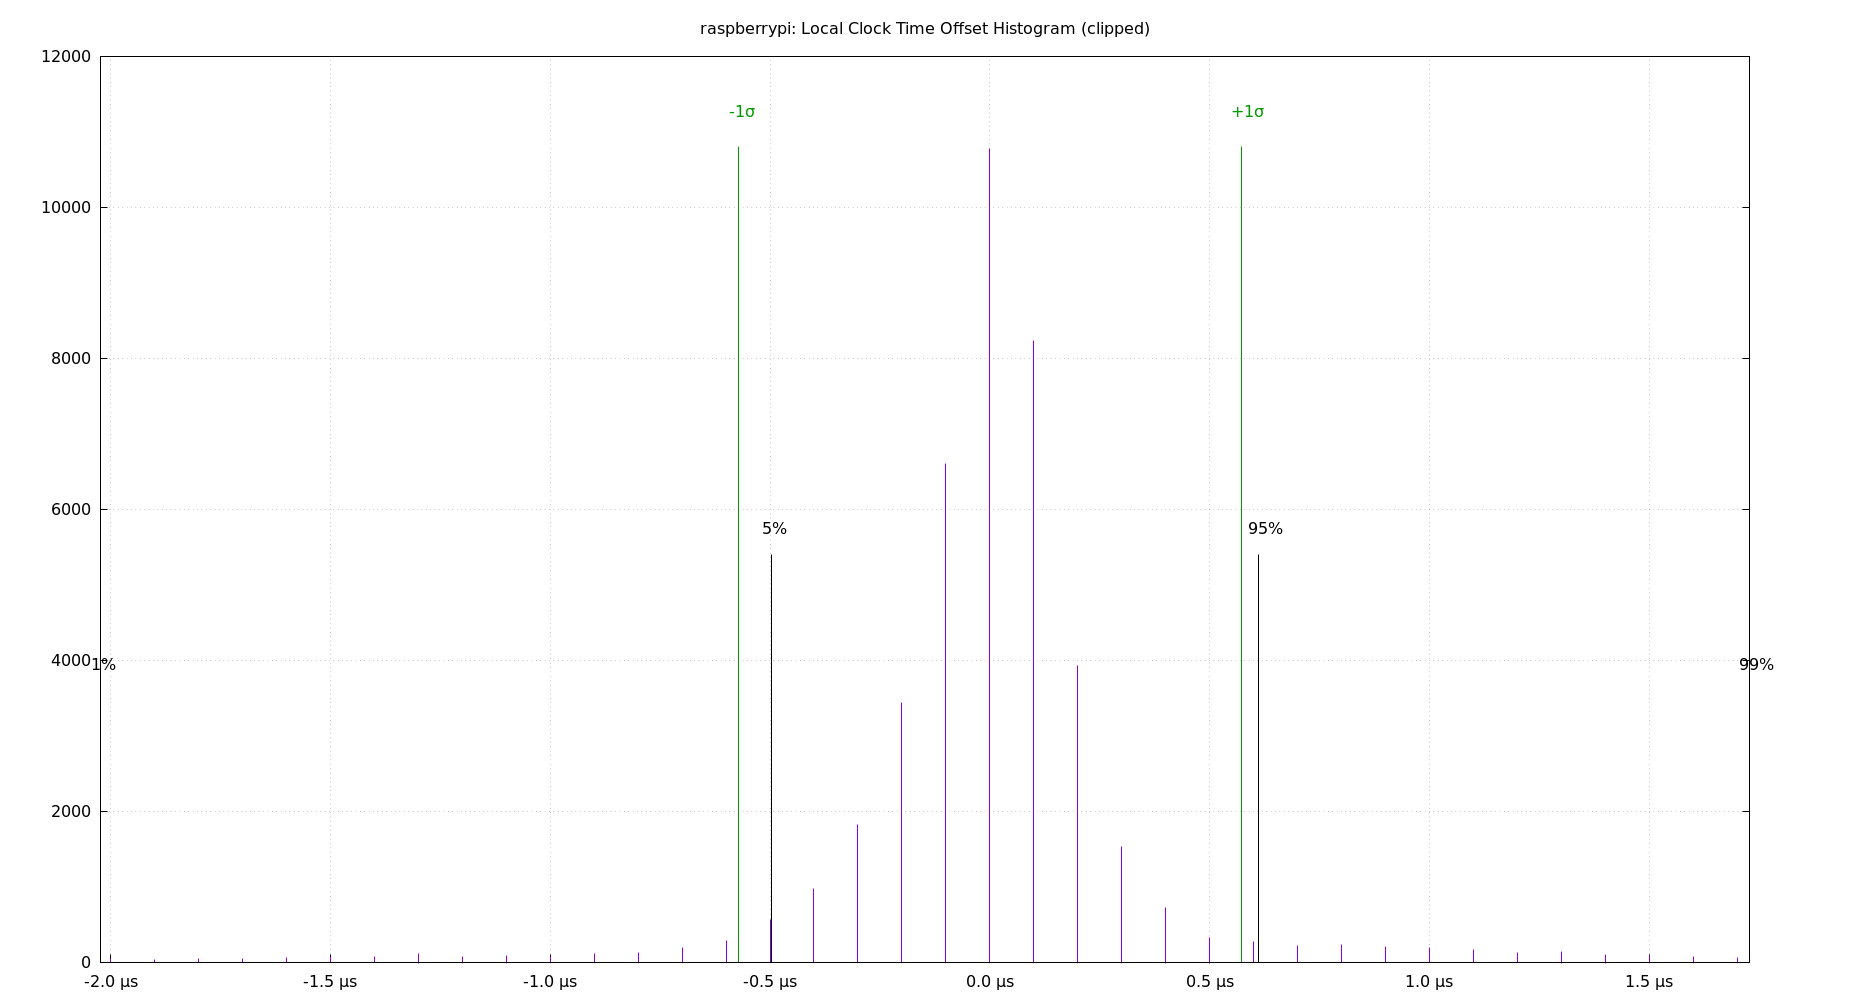 raspberrypi: Local Clock Time Offset Histogram (clipped)
12000
-1σ
+1σ
10000
8000
6000
5%
95%
4000
1%
99%
2000
0
-2.0 µs
-1.5 µs
-1.0 µs
-0.5 µs
0.0 µs
0.5 µs
1.0 µs
1.5 µs